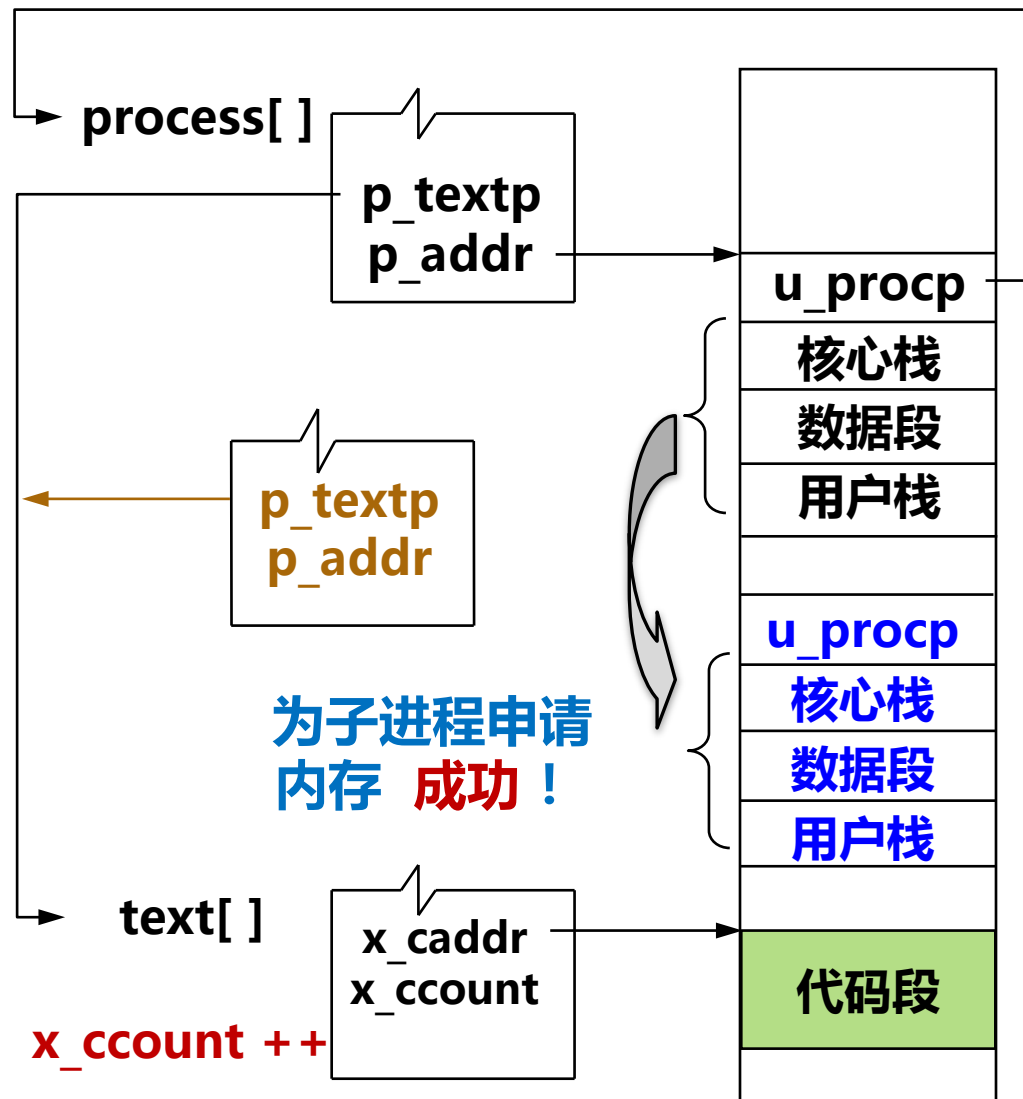 process[ ]
p_textp
p_addr
u_procp
核心栈
数据段
用户栈
p_textp
p_addr
u_procp
核心栈
数据段
用户栈
为子进程申请
内存 成功！
text[ ]
x_caddr
x_ccount
x_ccount ++
代码段